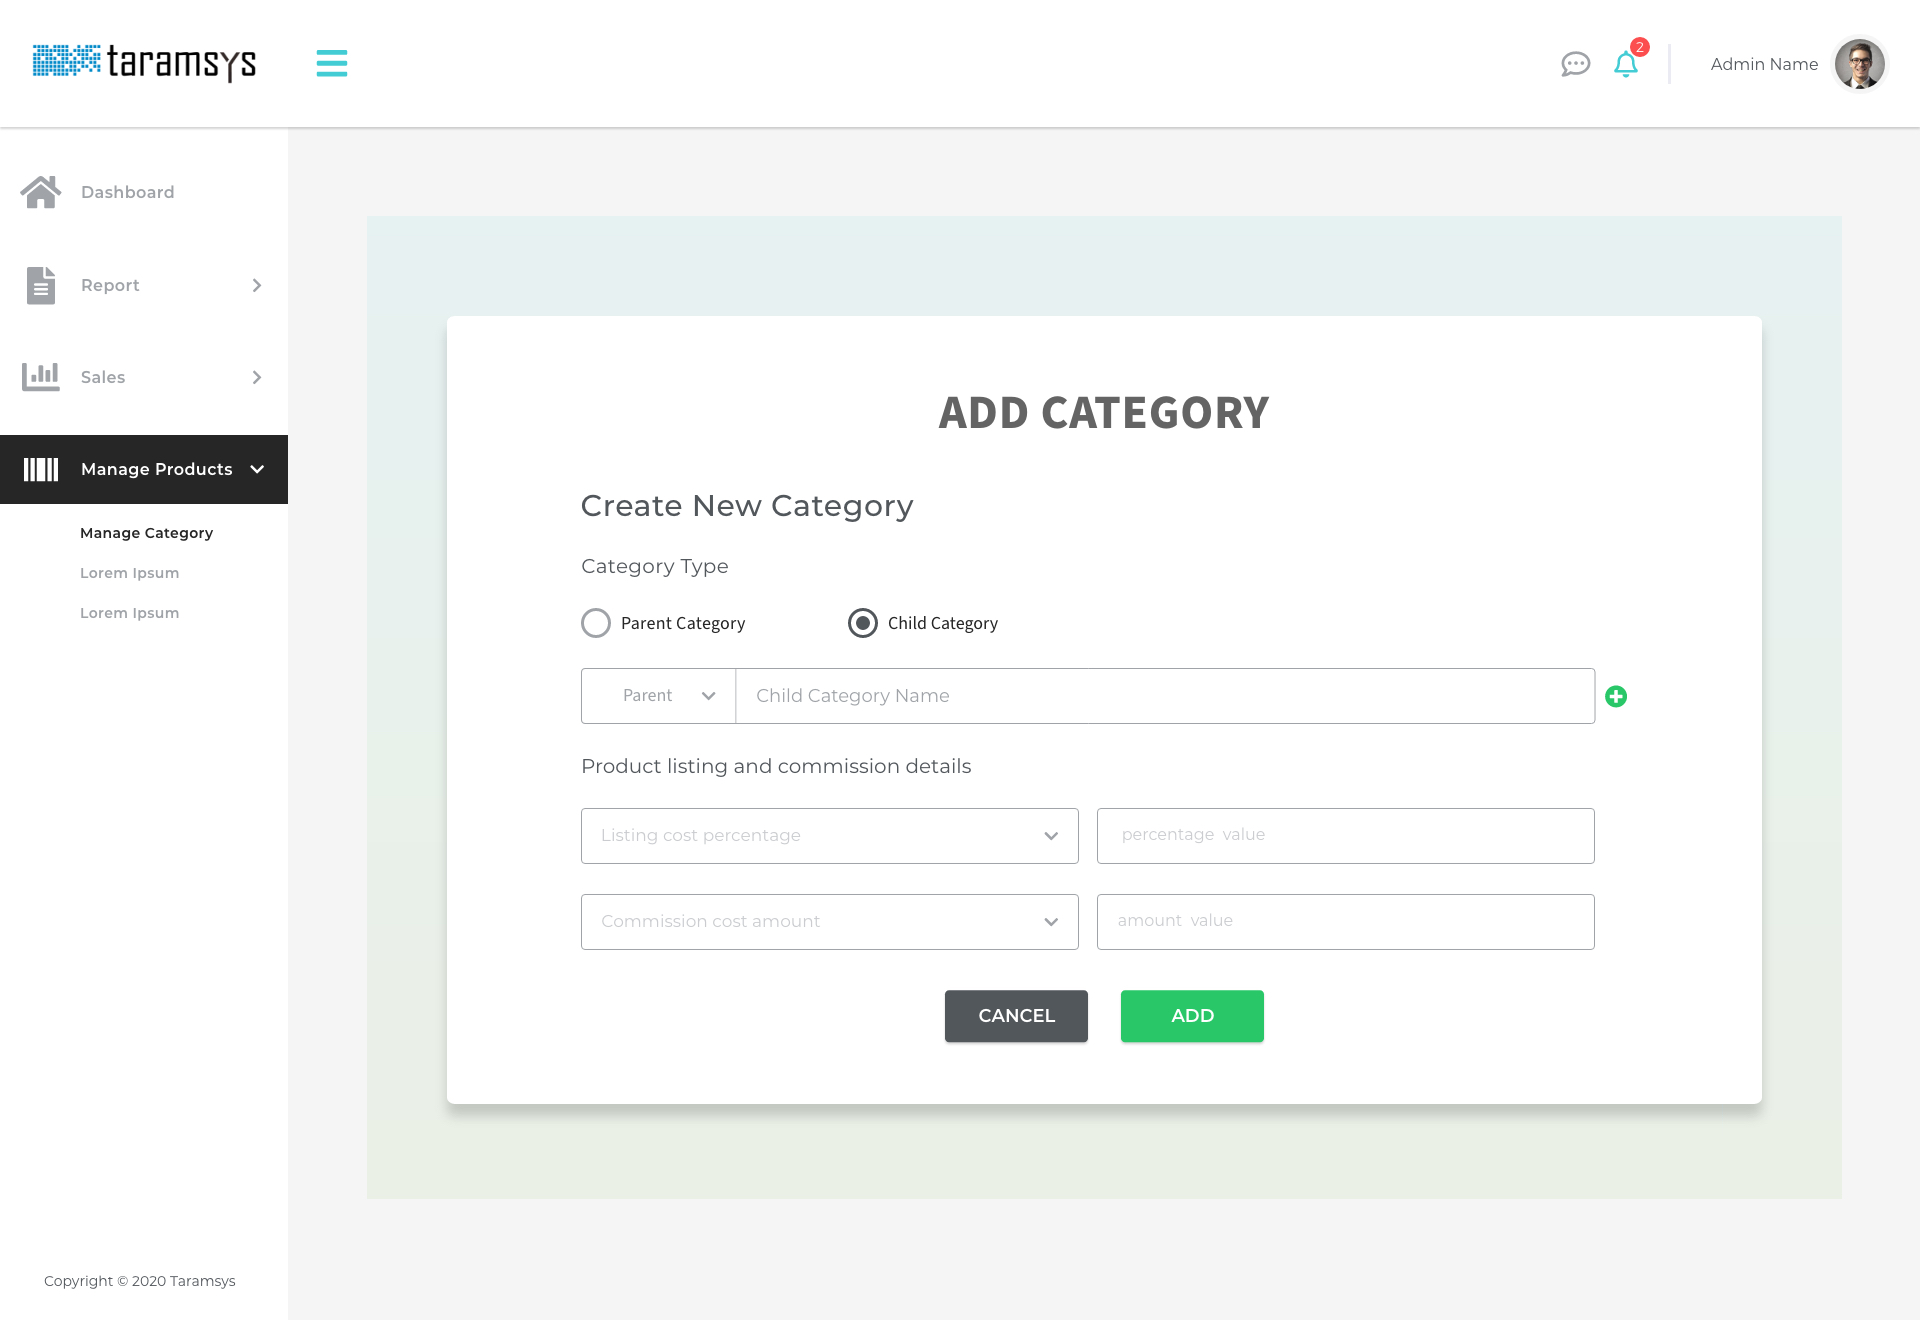 taramsys
2
Admin Name
Dashboard
Report
Sales
Manage Products
Manage Category
Lorem Ipsum
Lorem Ipsum
Copyright © 2020 Taramsys
ADD CATEGORY
Create New Category
Category Type
Parent Category Child Category
Parent Child Category Name
Product listing and commission details
Listing cost percentage percentage value
Commission cost amount amount value
CANCEL ADD